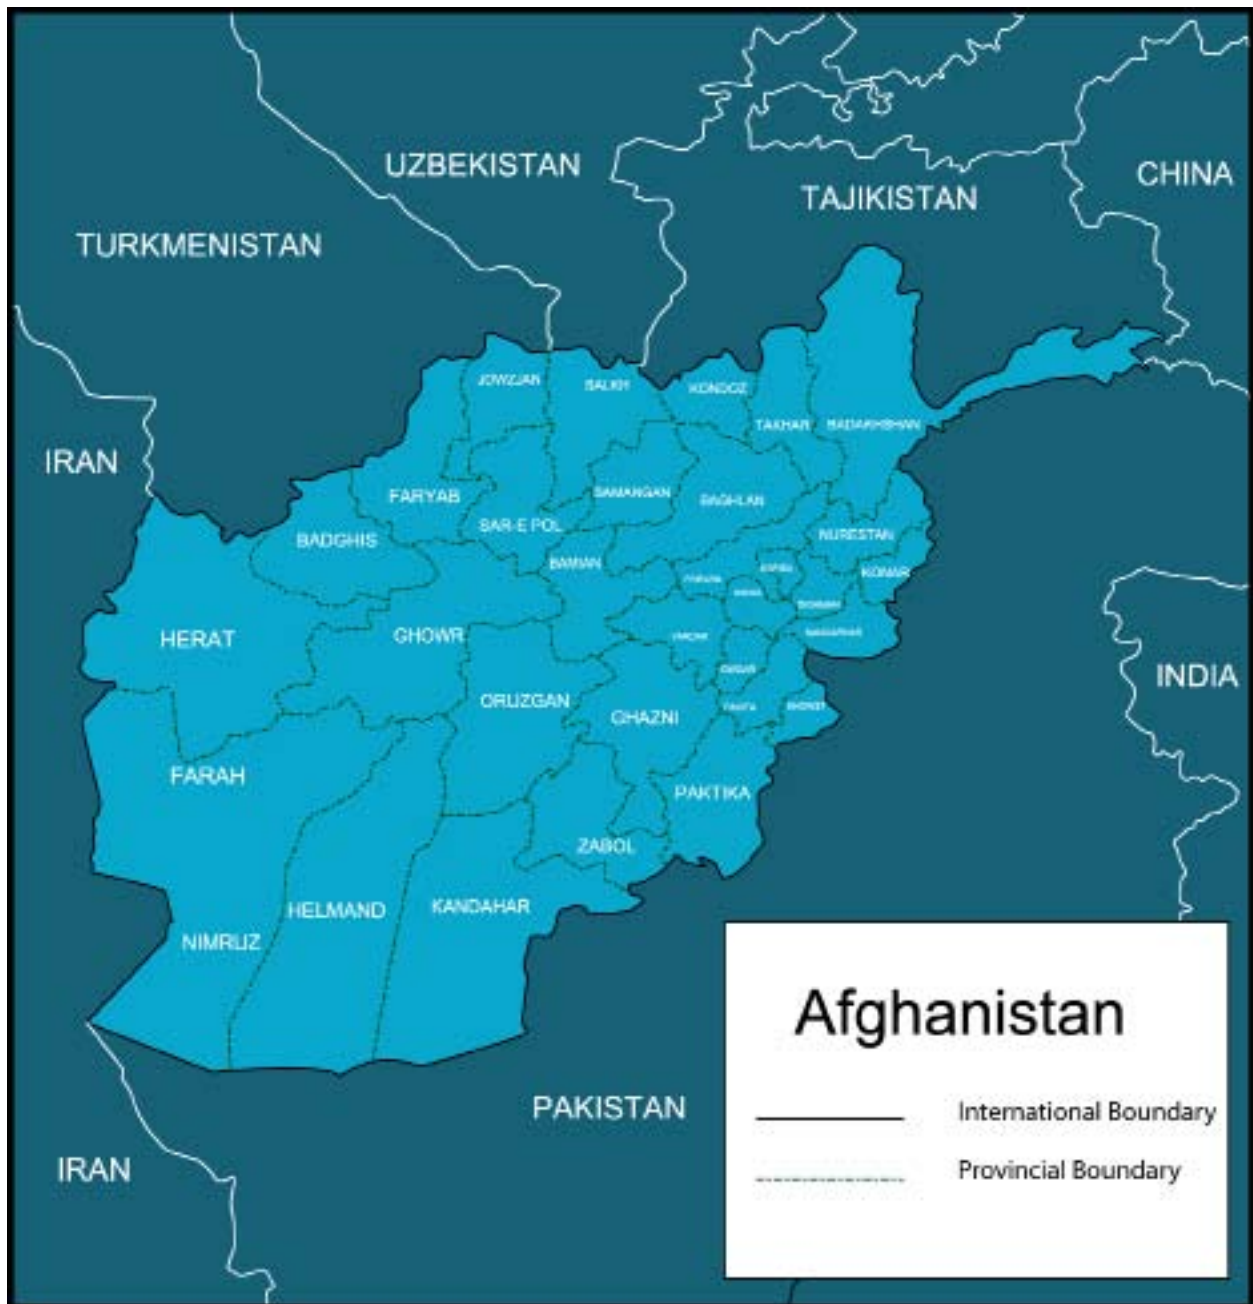 UZBEKISTAN
CHINA
TAJIKISTAN
TURKMENISTAN
JOWZJAN
BALKH
KONDOZ
TAKHAR
BADAKHSHAN
IRAN
FARYAB
SAMANGAN
BAGHLAN
SAR-E POL
NURESTAN
BADGHIS
BAMIAN
KONAR
HERAT
GHOWR
INDIA
ORUZGAN
GHAZNI
FARAH
PAKTIKA
ZABOL
HELMAND
KANDAHAR
NIMRUZ
Afghanistan
PAKISTAN
International Boundary
IRAN
Provincial Boundary